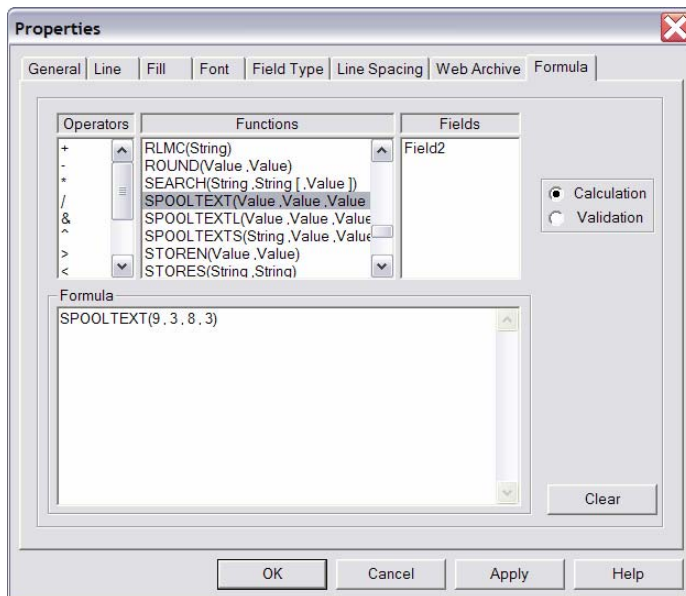 Properties
General Line Fill Font Field Type Line Spacing Web Archive Formula
Operators
+
-
*
/
&
^
>
<
Functions
RLMC(String)
ROUND(Value ,Value)
SEARCH(String ,String [ ,Value ])
SPOOLTEXT(Value ,Value ,Value
SPOOLTEXTL(Value ,Value ,Value
SPOOLTEXTS(String ,Value ,Value
STOREN(Value ,Value)
STORES(String ,String)
Fields
Field2
Calculation
Validation
Formula
SPOOLTEXT(9 , 3 , 8 , 3)
Clear
OK Cancel Apply Help